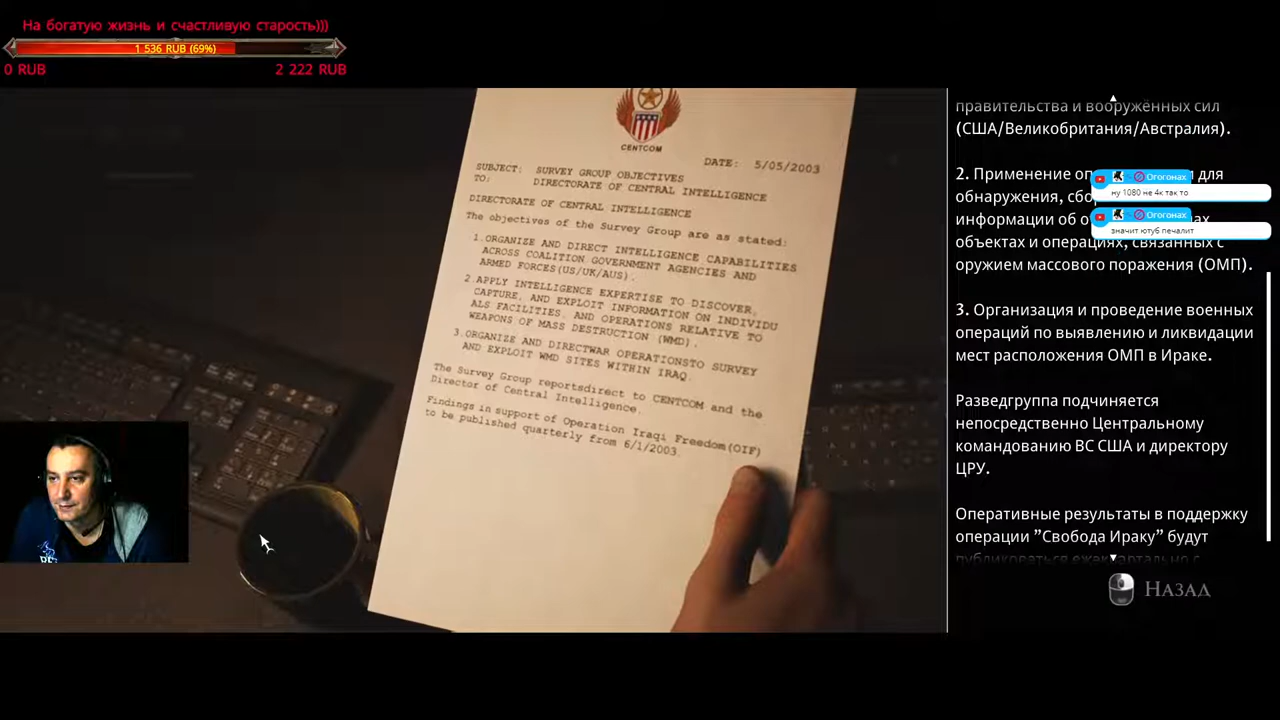 На богатую жизнь и счастливую старость)))
1 536 RUB (69%)
0 RUB
2 222 RUB
CENTCOM
DATE: 5/05/2003
SUBJECT: SURVEY GROUP OBJECTIVES
TO: DIRECTORATE OF CENTRAL INTELLIGENCE
DIRECTORATE OF CENTRAL INTELLIGENCE
The objectives of the Survey Group are as stated:
1.ORGANIZE AND DIRECT INTELLIGENCE CAPABILITIES
ACROSS COALITION GOVERNMENT AGENCIES AND
ARMED FORCES(US/UK/AUS).
2.APPLY INTELLIGENCE EXPERTISE TO DISCOVER,
CAPTURE, AND EXPLOIT INFORMATION ON INDIVIDU
ALS FACILITIES, AND OPERATIONS RELATIVE TO
WEAPONS OF MASS DESTRUCTION (WMD).
3.ORGANIZE AND DIRECTWAR OPERATIONSTO SURVEY
AND EXPLOIT WMD SITES WITHIN IRAQ.
The Survey Group reportsdirect to CENTCOM and the
Director of Central Intelligence.
Findings in support of Operation Iraqi Freedom(OIF)
to be published quarterly from 6/1/2003.
правительства и вооружённых сил
(США/Великобритания/Австралия).
2. Применение для
обнаружения,
информации об
объектах и операциях, связанных с
оружием массового поражения (ОМП).
3. Организация и проведение военных
операций по выявлению и ликвидации
мест расположения ОМП в Ираке.
Разведгруппа подчиняется
непосредственно Центральному
командованию ВС США и директору
ЦРУ.
Оперативные результаты в поддержку
операции "Свобода Ираку" будут
публиковаться ежеквартально с
Огогонах
ну 1080 не 4к так то
Огогонах
значит ютуб печалит
Назад